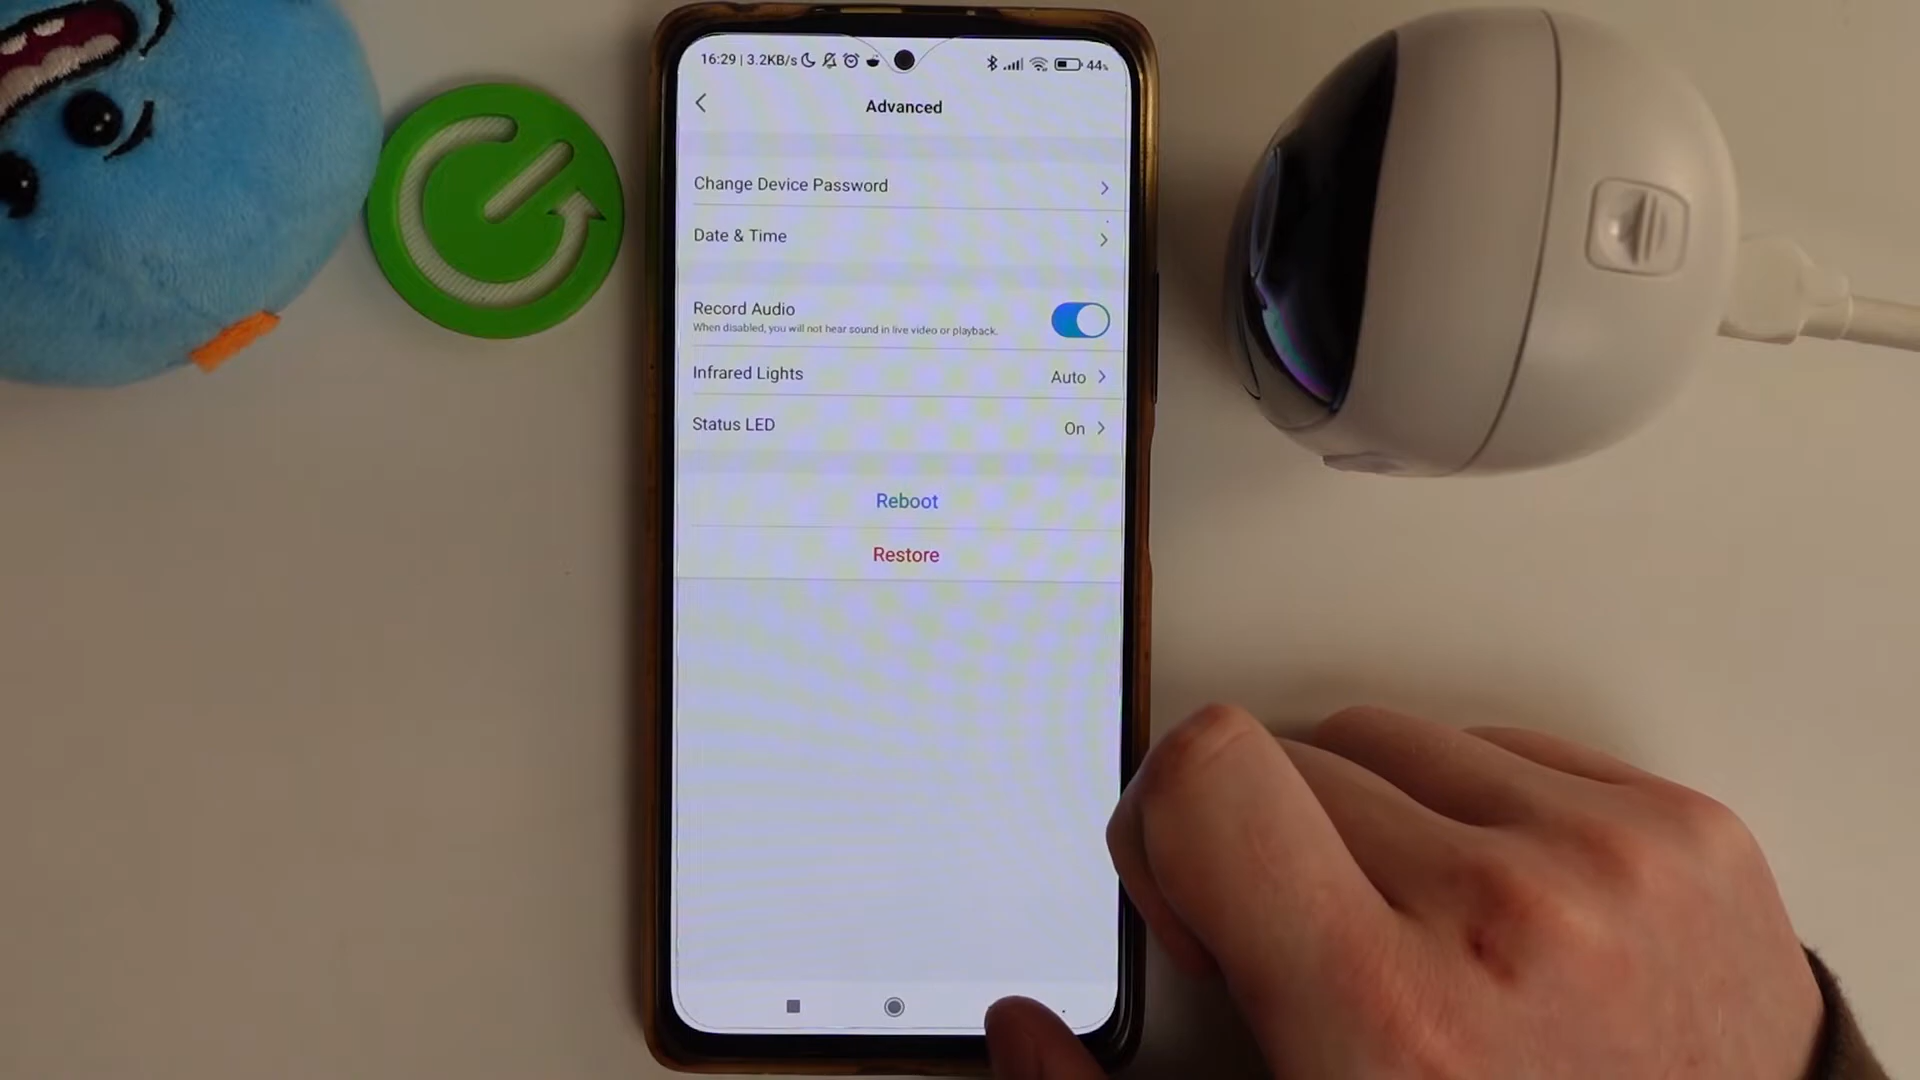 16:29 | 3.2KB/s
44%
Advanced
Change Device Password
Date & Time
Record Audio
When disabled, you will not hear sound in live video or playback.
Infrared Lights
Auto
Status LED
On
Reboot
Restore